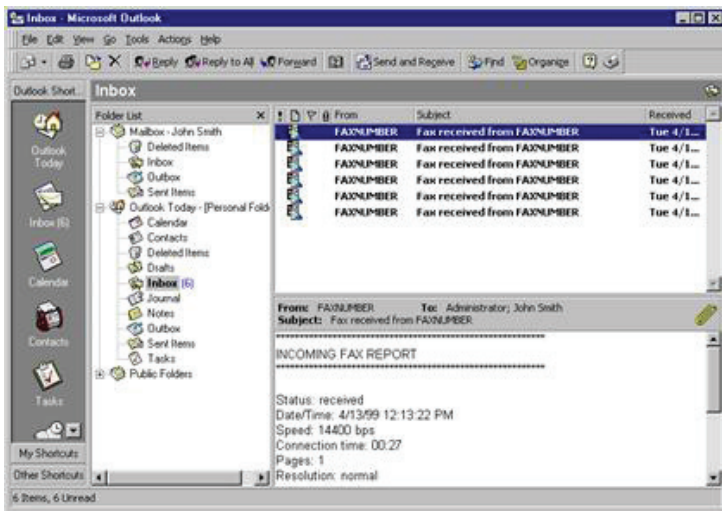 Inbox - Microsoft Outlook
File Edit View Go Tools Actions Help
Reply Reply to All Forward Send and Receive Find Organize
Outlook Short...
Inbox
Outlook Today
Inbox (6)
Calendar
Contacts
Tasks
My Shortcuts
Other Shortcuts
Folder List
Mailbox - John Smith
Deleted Items
Inbox
Outbox
Sent Items
Outlook Today - [Personal Fold
Calendar
Contacts
Deleted Items
Drafts
Inbox (6)
Journal
Notes
Outbox
Sent Items
Tasks
Public Folders
From Subject Received
FAXNUMBER Fax received from FAXNUMBER Tue 4/1...
FAXNUMBER Fax received from FAXNUMBER Tue 4/1...
FAXNUMBER Fax received from FAXNUMBER Tue 4/1...
FAXNUMBER Fax received from FAXNUMBER Tue 4/1...
FAXNUMBER Fax received from FAXNUMBER Tue 4/1...
FAXNUMBER Fax received from FAXNUMBER Tue 4/1...
From: FAXNUMBER To: Administrator; John Smith
Subject: Fax received from FAXNUMBER
INCOMING FAX REPORT
Status: received
Date/Time: 4/13/99 12:13:22 PM
Speed: 14400 bps
Connection time: 00:27
Pages: 1
Resolution: normal
6 Items, 6 Unread